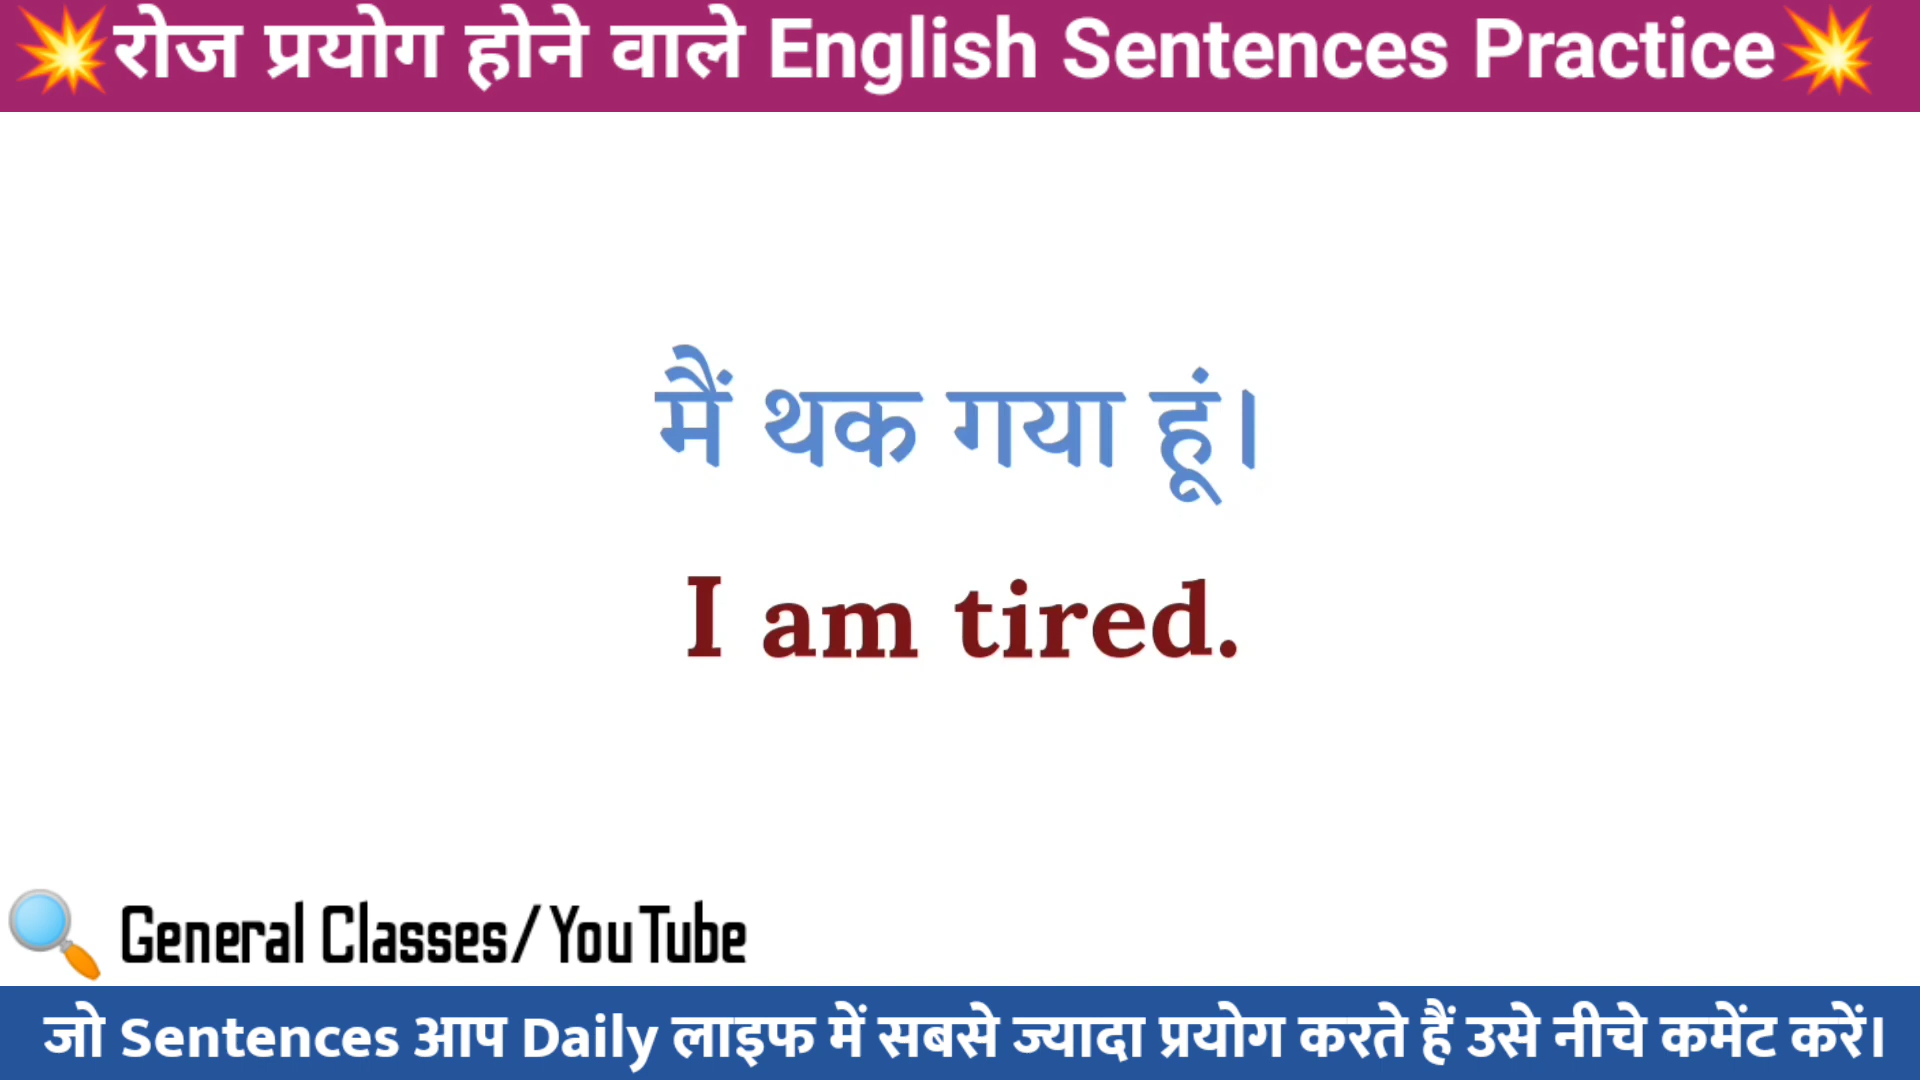 💥रोज प्रयोग होने वाले English Sentences Practice💥
मैं थक गया हूं।
I am tired.
🔍 General Classes/YouTube
जो Sentences आप Daily लाइफ में सबसे ज्यादा प्रयोग करते हैं उसे नीचे कमेंट करें।